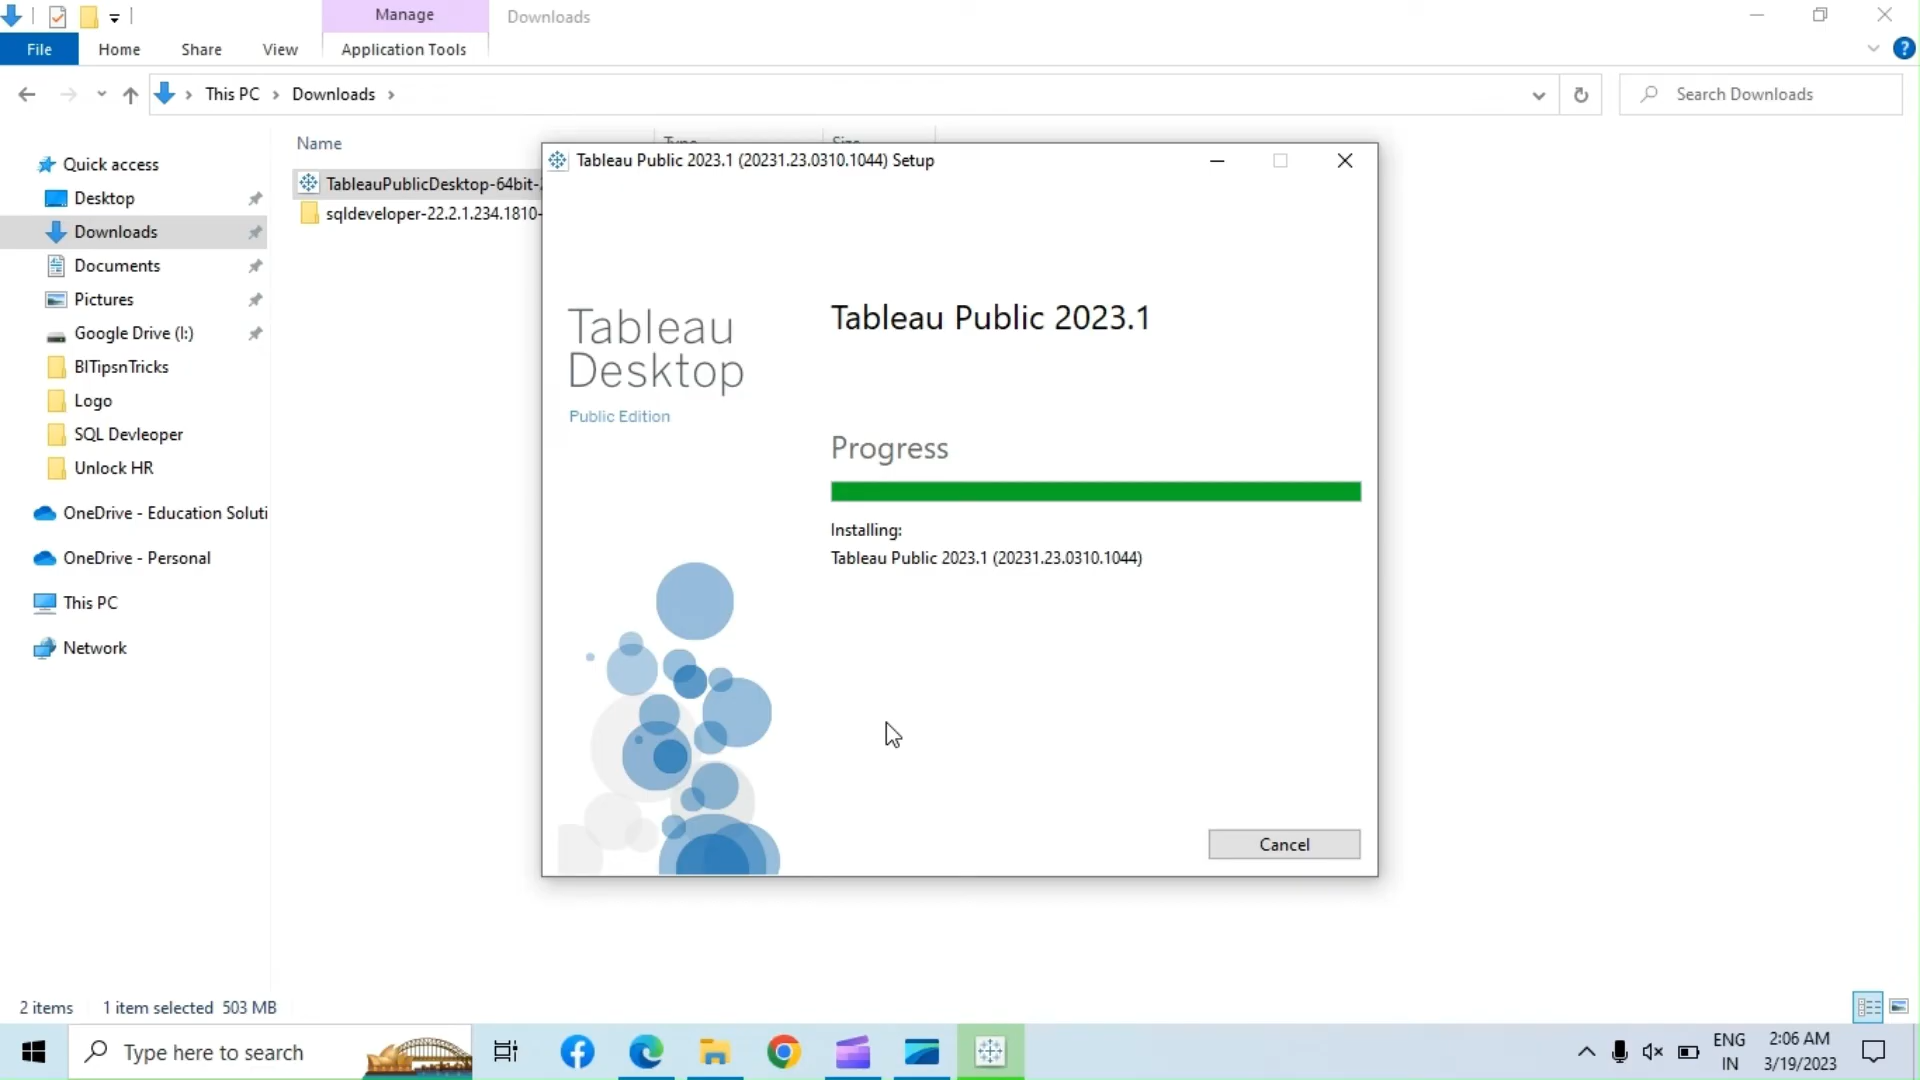 Manage
Downloads
File
Home
Share
View
Application Tools
This PC
Downloads
Search Downloads
Name
Type
Size
Quick access
Desktop
Downloads
Documents
Pictures
Google Drive (I:)
BITipsnTricks
Logo
SQL Devleoper
Unlock HR
OneDrive - Education Soluti
OneDrive - Personal
This PC
Network
TableauPublicDesktop-64bit-
sqldeveloper-22.2.1.234.1810-
Tableau Public 2023.1 (20231.23.0310.1044) Setup
Tableau
Desktop
Public Edition
Tableau Public 2023.1
Progress
Installing:
Tableau Public 2023.1 (20231.23.0310.1044)
Cancel
2 items
1 item selected 503 MB
Type here to search
ENG
IN
2:06 AM
3/19/2023